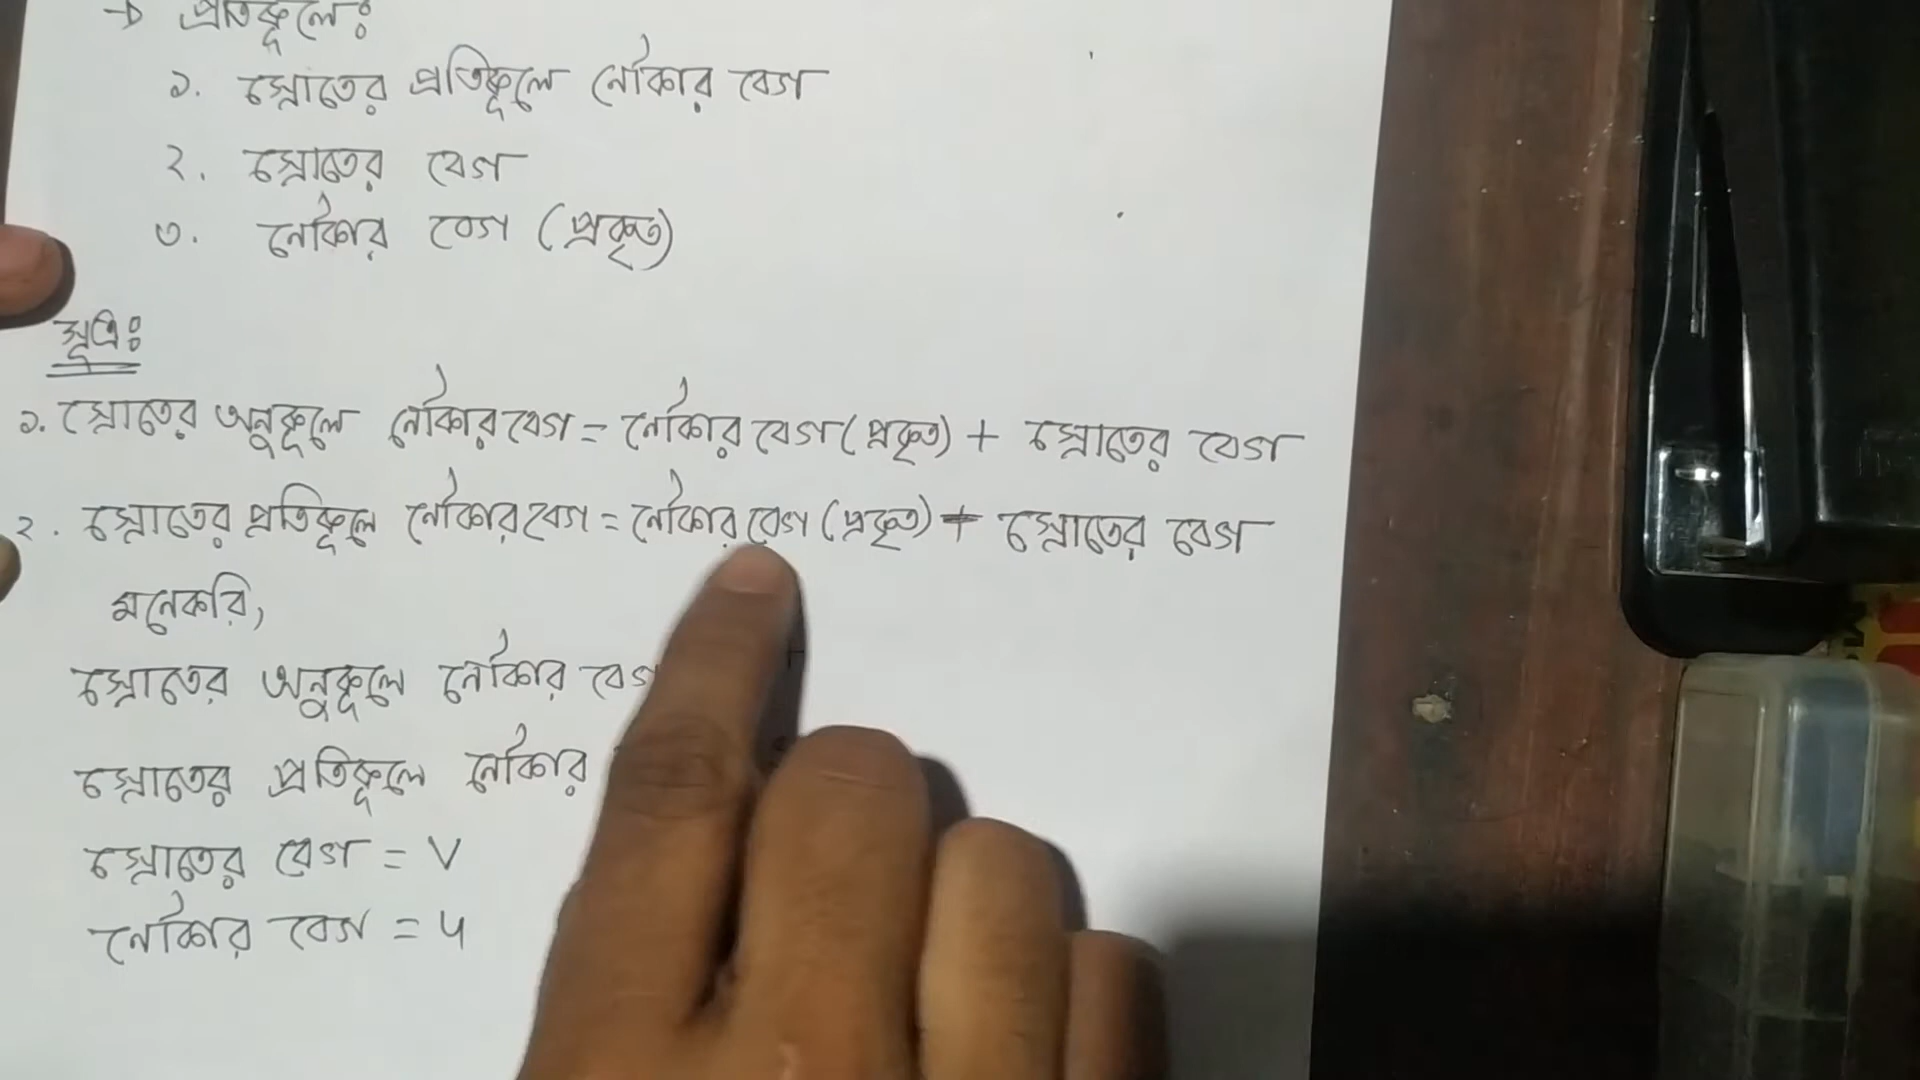 → প্রতিকূলে:
১. স্রোতের প্রতিকূলে নৌকার বেগ
২. স্রোতের বেগ
৩. নৌকার বেগ (প্রকৃত)
সূত্র:
১. স্রোতের অনুকূলে নৌকার বেগ = নৌকার বেগ (প্রকৃত) + স্রোতের বেগ
২. স্রোতের প্রতিকূলে নৌকার বেগ = নৌকার বেগ (প্রকৃত) - স্রোতের বেগ
মনেকরি,
স্রোতের অনুকূলে নৌকার বেগ
স্রোতের প্রতিকূলে নৌকার
স্রোতের বেগ = V
নৌকার বেগ = u